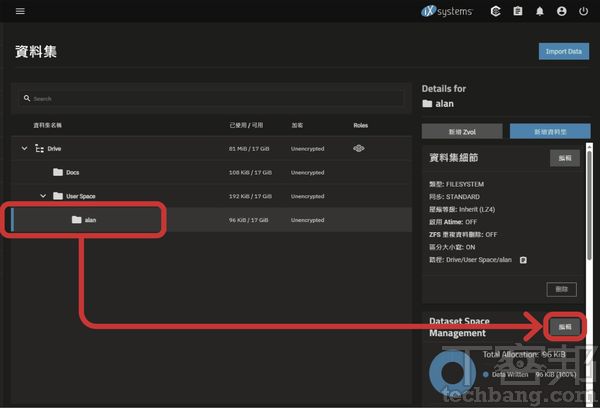 iX systems
資料集
Import Data
Search
資料集名稱 已使用 / 可用 加密 Roles
Drive 81 MiB / 17 GiB Unencrypted
Docs 108 KiB / 17 GiB Unencrypted
User Space 192 KiB / 17 GiB Unencrypted
alan 96 KiB / 17 GiB Unencrypted
Details for
alan
新增 Zvol 新增資料集
資料集細節 編輯
類型: FILESYSTEM
同步: STANDARD
壓縮等級: Inherit (LZ4)
啟用 Atime: OFF
ZFS 重複資料刪除: OFF
區分大小寫: ON
路徑: Drive/User Space/alan
刪除
Dataset Space
Management 編輯
Total Allocation: 96 KiB
Data Written 96 KiB (100%)
T客邦
techbang.com